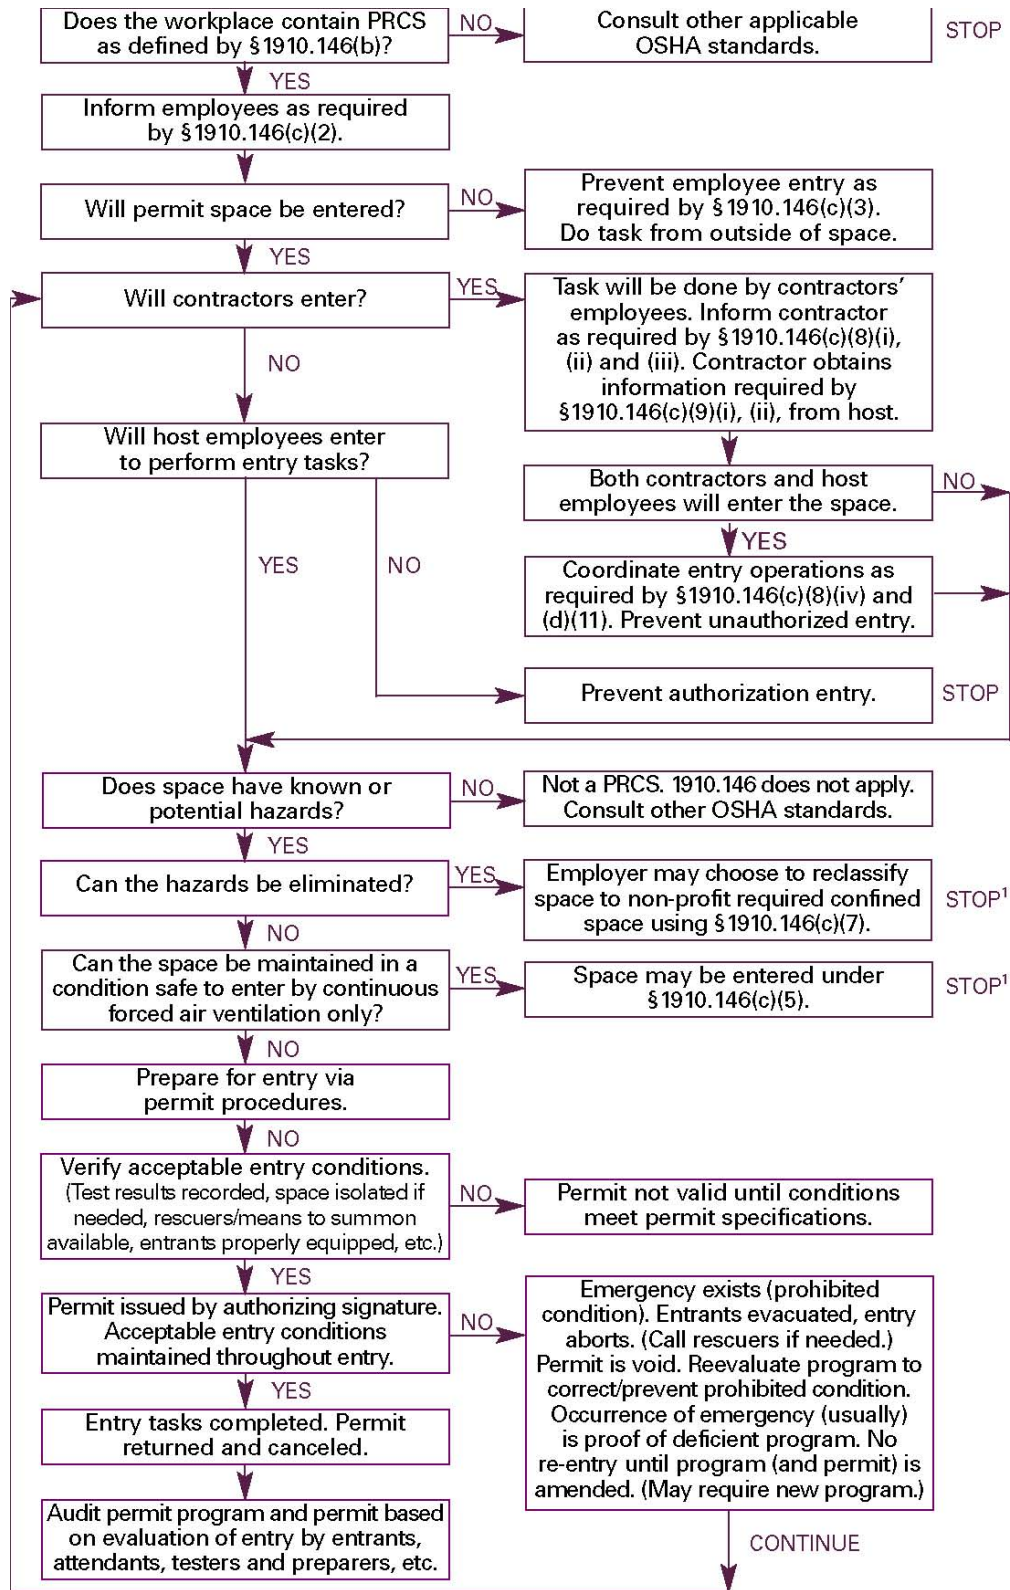 Does the workplace contain PRCS
as defined by §1910.146(b)?
NO
Consult other applicable
OSHA standards.
STOP
YES
Inform employees as required
by §1910.146(c)(2).
Will permit space be entered?
NO
Prevent employee entry as
required by §1910.146(c)(3).
Do task from outside of space.
YES
Will contractors enter?
YES
Task will be done by contractors’
employees. Inform contractor
as required by §1910.146(c)(8)(i),
(ii) and (iii). Contractor obtains
information required by
§1910.146(c)(9)(i), (ii), from host.
NO
Will host employees enter
to perform entry tasks?
Both contractors and host
employees will enter the space.
NO
YES
YES
NO
Coordinate entry operations as
required by §1910.146(c)(8)(iv) and
(d)(11). Prevent unauthorized entry.
Prevent authorization entry.
STOP
Does space have known or
potential hazards?
NO
Not a PRCS. 1910.146 does not apply.
Consult other OSHA standards.
YES
Can the hazards be eliminated?
YES
Employer may choose to reclassify
space to non-profit required confined
space using §1910.146(c)(7).
STOP¹
NO
Can the space be maintained in a
condition safe to enter by continuous
forced air ventilation only?
YES
Space may be entered under
§1910.146(c)(5).
STOP¹
NO
Prepare for entry via
permit procedures.
NO
Verify acceptable entry conditions.
(Test results recorded, space isolated if
needed, rescuers/means to summon
available, entrants properly equipped, etc.)
NO
Permit not valid until conditions
meet permit specifications.
YES
Permit issued by authorizing signature.
Acceptable entry conditions
maintained throughout entry.
NO
Emergency exists (prohibited
condition). Entrants evacuated, entry
aborts. (Call rescuers if needed.)
Permit is void. Reevaluate program to
correct/prevent prohibited condition.
Occurrence of emergency (usually)
is proof of deficient program. No
re-entry until program (and permit) is
amended. (May require new program.)
YES
Entry tasks completed. Permit
returned and canceled.
Audit permit program and permit based
on evaluation of entry by entrants,
attendants, testers and preparers, etc.
CONTINUE